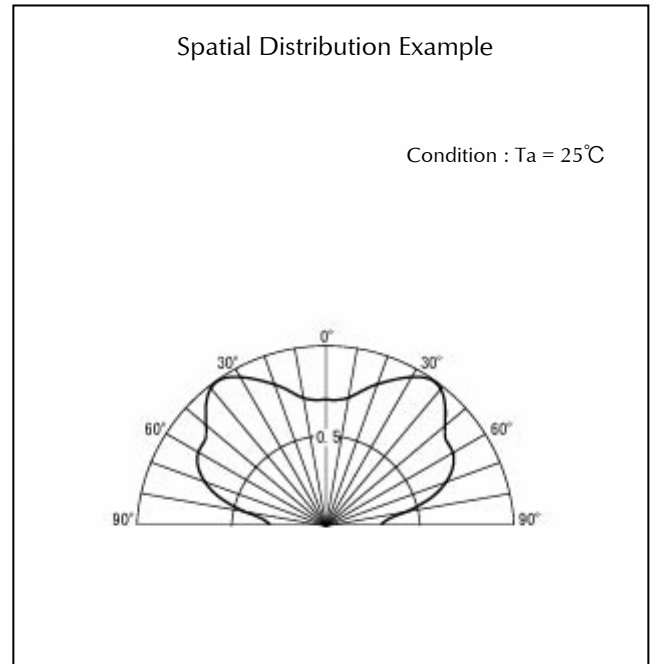 Spatial Distribution Example
Condition : Ta = 25℃
0°
30° 30°
60° 60°
0. 5
90° 90°